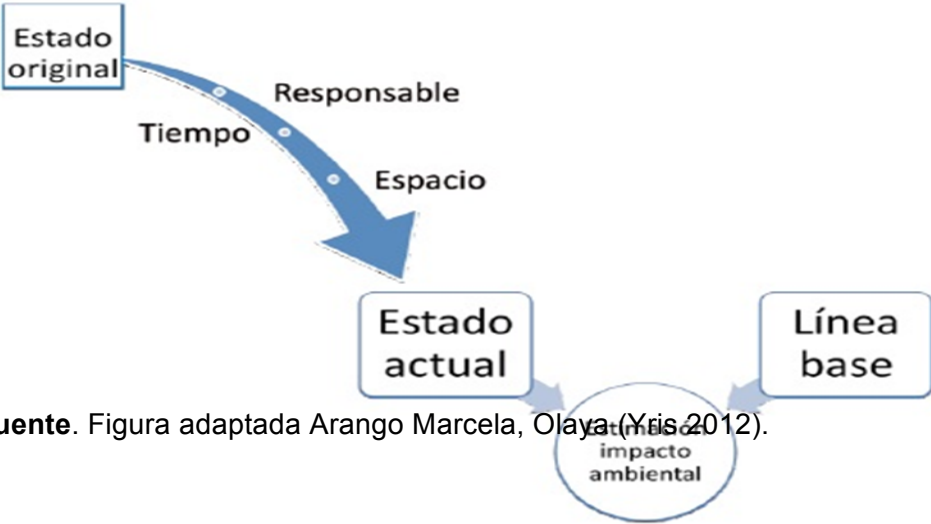 Estado
original
Responsable
Tiempo
Espacio
Estado
actual
Línea
base
uente. Figura adaptada Arango Marcela, Olaya (Yris 2012).
Estimación
impacto
ambiental